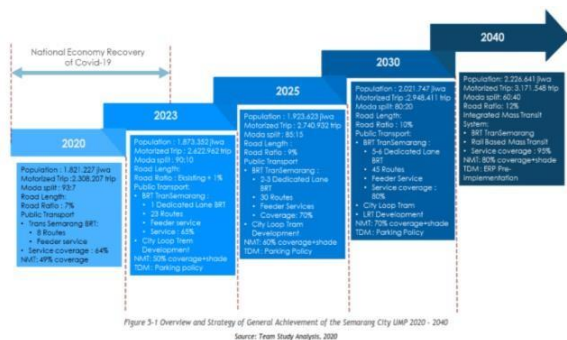 National Economy Recovery
of Covid-19
2020
Population : 1,821.227 jiwa
Motorized Trip :2,308.207 trip
Moda split: 93:7
Road Length:
Road Ratio : 7%
Public Transport
• Trans Semarang BRT:
• 8 Routes
• Feeder service
• Service coverage : 64%
NMT: 49% coverage
2023
Population : 1,873.352 jiwa
Motorized Trip : 2,622.962 trip
Moda split : 90:10
Road Length:
Road Ratio : Existing + 1%
Public Transport:
• BRT TranSemarang :
• 1 Dedicated Lane BRT
• 23 Routes
• Feeder service
• Service : 65%
• City Loop Trem
Development
NMT: 50% coverage+shade
TDM : Parking policy
2025
Population : 1,923.623 jiwa
Motorized Trip : 2,740.932 trip
Moda split : 85:15
Road Length:
Road Ratio : 9%
Public Transport
• BRT TranSemarang :
• 2-3 Dedicated Lane
BRT
• 30 Routes
• Feeder Services
• Coverage: 70%
• City Loop Tram
Development
NMT: 60% coverage+shade
TDM : Parking Policy
2030
Population : 2,021.747 jiwa
Motorized Trip :2,948.411 trip
Moda split: 80:20
Road Length:
Road Ratio : 10%
Public Transport
• BRT TranSemarang :
• 5-6 Dedicated Lane
BRT
• 45 Routes
• Feeder Service
• Service coverage :
80%
• City Loop
• LRT Development
NMT: 70% coverage+shade
TDM : Parking Policy
2040
Population: 2,226.641 jiwa
Motorized Trip: 3,171.548 trip
Moda split: 60:40
Road Ratio: 12%
Integrated Mass Transit
System:
• BRT TranSemarang
• Rail Based Mass Transit
• Service coverage : 95%
NMT: 80% coverage+shade
TDM: ERP Pre-
implementation
Figure 5-1 Overview and Strategy of General Achievement of the Semarang City UMP 2020 - 2040
Source: Team Study Analysis, 2020